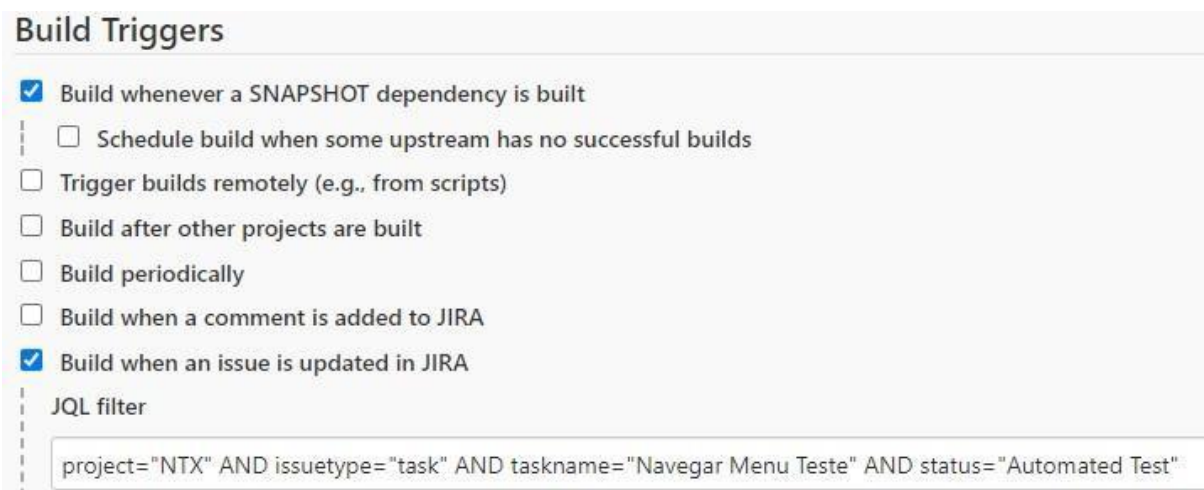 Build Triggers
Build whenever a SNAPSHOT dependency is built
Schedule build when some upstream has no successful builds
Trigger builds remotely (e.g., from scripts)
Build after other projects are built
Build periodically
Build when a comment is added to JIRA
Build when an issue is updated in JIRA
JQL filter
project="NTX" AND issuetype="task" AND taskname="Navegar Menu Teste" AND status="Automated Test"